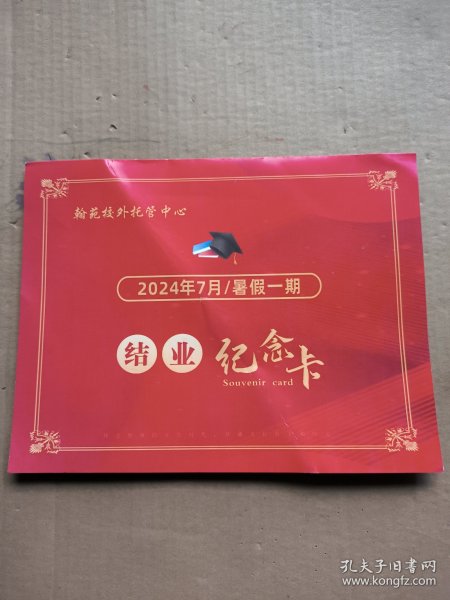 翰苑校外托管中心
2024年7月/暑假一期
结业纪念卡
Souvenir card
孔夫子旧书网
www.kongfz.com